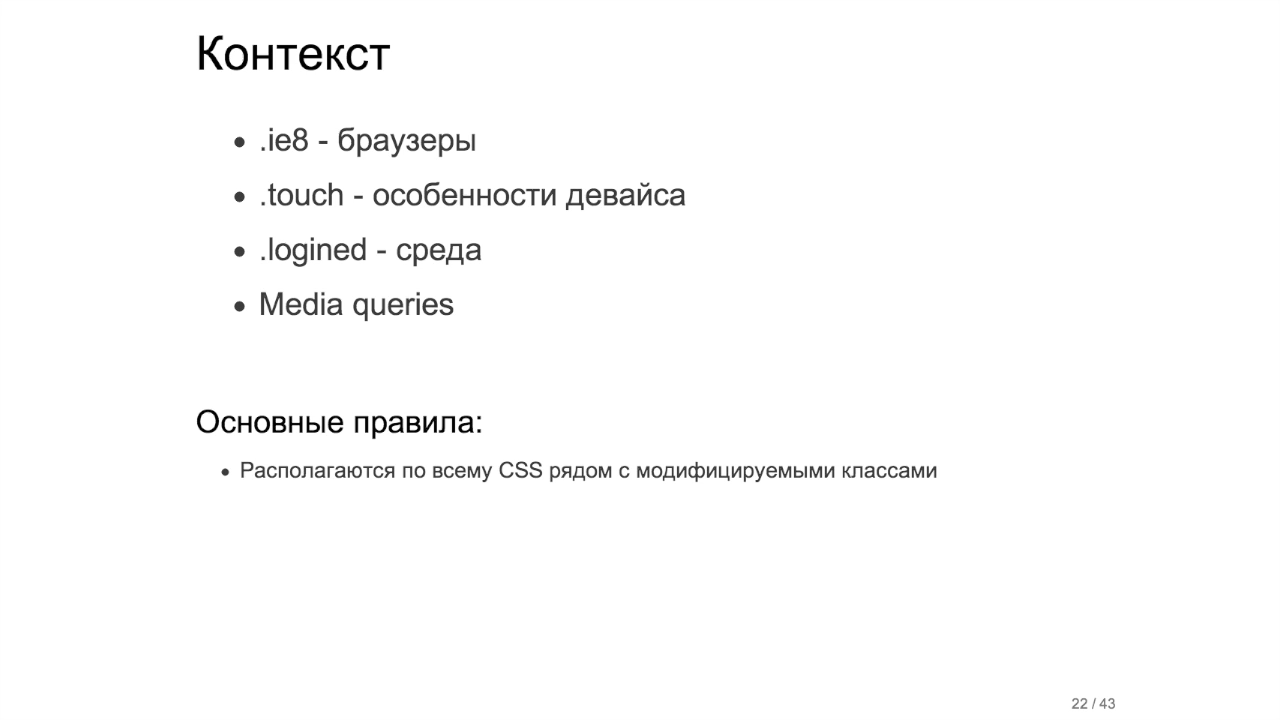 Контекст
.ie8 - браузеры
.touch - особенности девайса
.logined - среда
Media queries
Основные правила:
Располагаются по всему CSS рядом с модифицируемыми классами
22 / 43